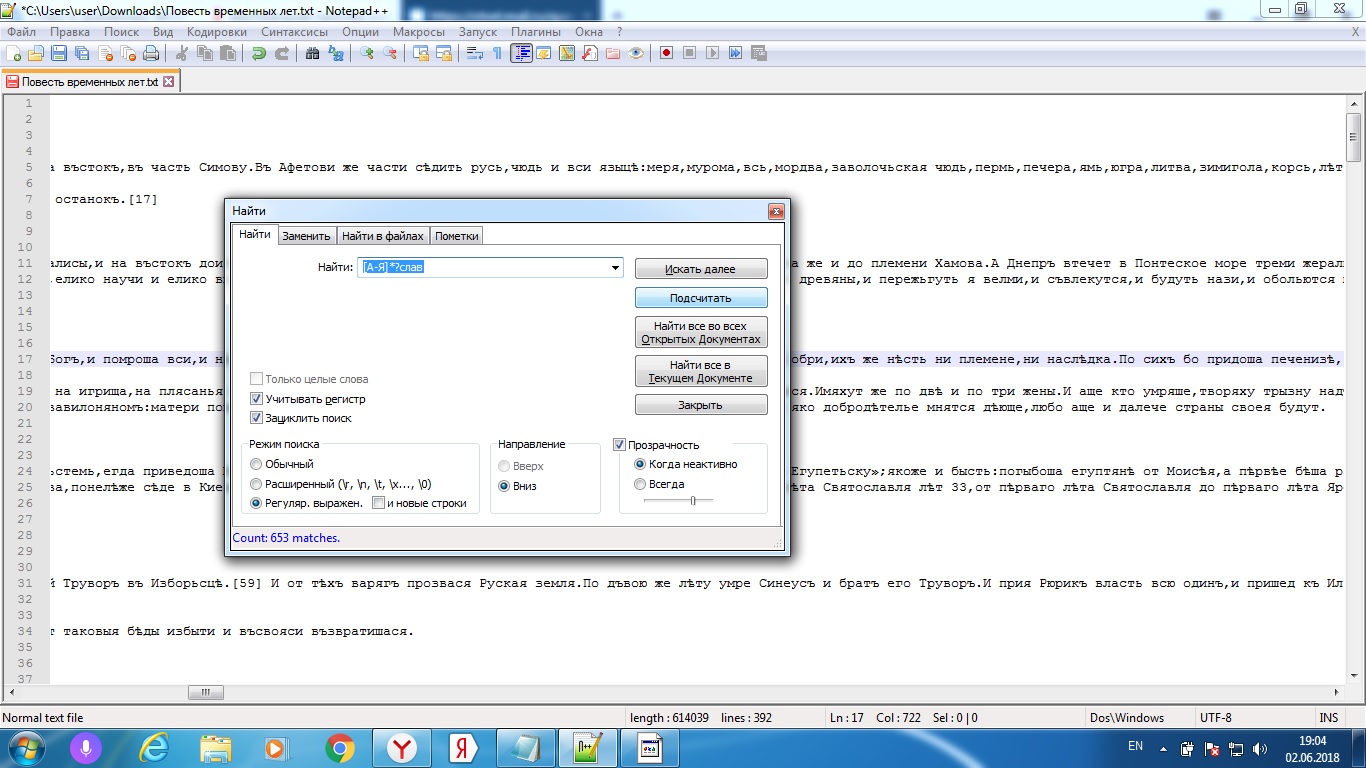 *C:\Users\user\Downloads\Повесть временных лет.txt - Notepad++
Файл Правка Поиск Вид Кодировки Синтаксисы Опции Макросы Запуск Плагины Окна ? X
Повесть временных лет.txt
1
2
3
4
5 а въстокъ,въ часть Симову.Въ Афетови же части сѣдить русь,чюдь и вси языцѣ:меря,мурома,всь,мордва,заволочьская чюдь,пермь,печера,ямь,югра,литва,зимигола,корсь,лѣт
6
7 останокъ.[17]
8
9
10
11 ались,и на въстокъ дои а же и до племени Хамова.А Днепръ втечет в Понтеское море треми жерал
12 ,елико научи и елико в древяны,и пережьгуть я велми,и съвлекутся,и будуть нази,и обольются
13
14
15
16
17 Богъ,и помроша вси,и н обри,ихъ же нѣсть ни племене,ни наслѣдка.По сихъ бо придоша печенизѣ,
18
19 на игрища,на плясань ся.Имяхут же по двѣ и по три жены.И аще кто умряше,творяху трызну над
20 вавилоняномъ:матери по яко добродѣтелье мнятся дѣюще,любо аще и далече страны своея будут.
21
22
23
24 ьстемь,егда приведоша Егупетьску»;якоже и бысть:погыбоша египтянѣ от Моисѣя,а пѣрвѣе бѣша р
25 ва,понелѣже сѣде в Кие ѣта Святославля лѣт 33,от пѣрваго лѣта Святославля до пѣрваго лѣта Яр
26
27
28
29
30
31 й Труворъ въ Изборьсцѣ.[59] И от тѣхъ варягъ прозвася Руская земля.По дъвою же лѣту умре Синеусъ и братъ его Труворъ.И прия Рюрикъ власть всю одинъ,и пришед къ Ил
32
33
34 т таковыя бѣды избыти и въсвояси възвратишася.
35
36
37
Найти
Найти Заменить Найти в файлах Пометки
Найти: [А-Я]*?слав
Искать далее
Подсчитать
Найти все во всех
Открытых Документах
Найти все в
Текущем Документе
Закрыть
Только целые слова
Учитывать регистр
Зациклить поиск
Режим поиска
Обычный
Расширенный (\r, \n, \t, \x..., \0)
Регуляр. выражен. и новые строки
Направление
Вверх
Вниз
Прозрачность
Когда неактивно
Всегда
Count: 653 matches.
Normal text file length : 614039 lines : 392 Ln : 17 Col : 722 Sel : 0 | 0 Dos\Windows UTF-8 INS
EN 19:04
02.06.2018